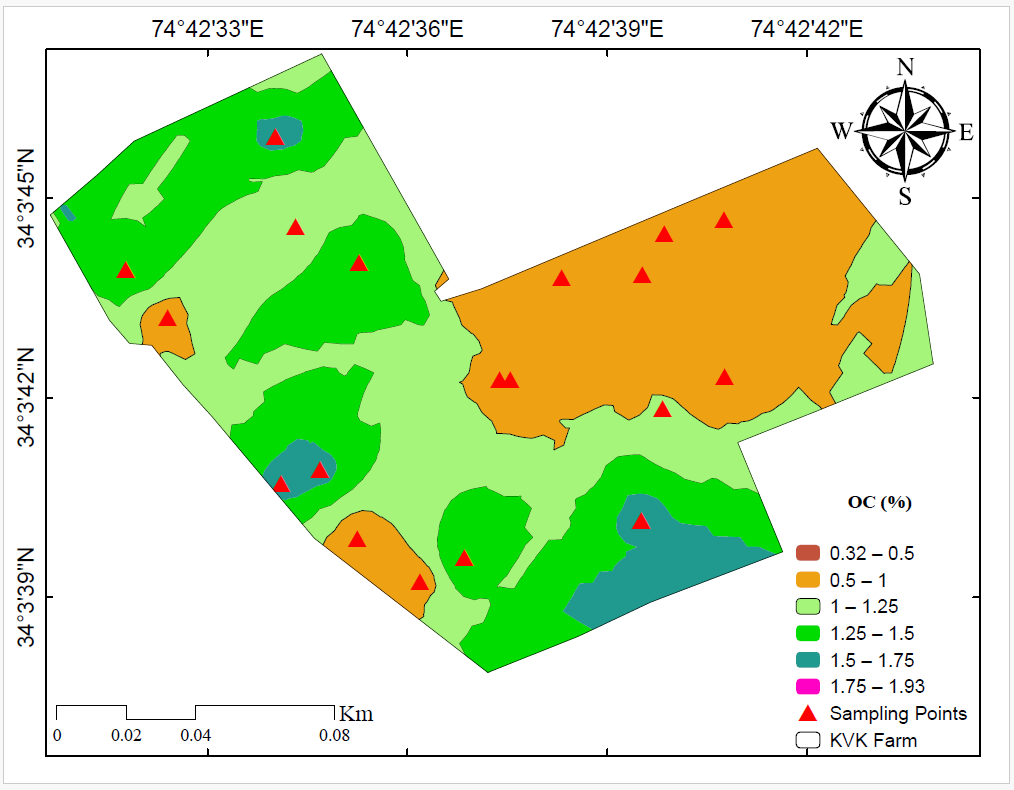 74°42'33"E 74°42'36"E 74°42'39"E 74°42'42"E
N
W E
S
34°3'45"N
34°3'42"N
34°3'39"N
OC (%)
0.32 – 0.5
0.5 – 1
1 – 1.25
1.25 – 1.5
1.5 – 1.75
1.75 – 1.93
Sampling Points
KVK Farm
Km
0 0.02 0.04 0.08